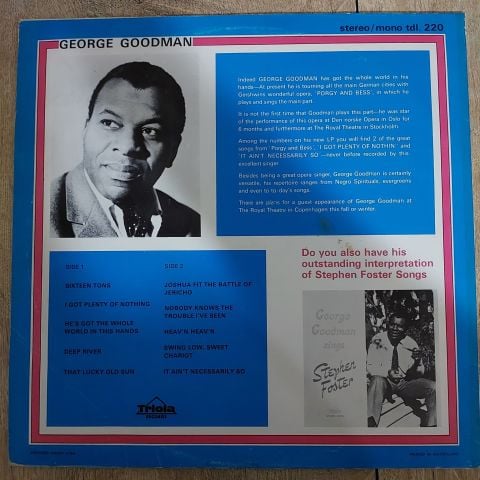 stereo/mono tdl. 220
GEORGE GOODMAN
Indeed GEORGE GOODMAN has got the whole world in his
hands—At present he is tourning all the main German cities with
Gershwins wonderful opera, 'PORGY AND BESS', in which he
plays and sings the main part.
It is not the first time that Goodman plays this part—he was star
of the performance of this opera at Den norske Opera in Oslo for
6 months and furthermore at The Royal Theatre in Stockholm.
Among the numbers on his new LP you will find 2 of the great
songs from 'Porgy and Bess', 'I GOT PLENTY OF NOTHIN' and
'IT AIN'T NECESSARILY SO —never before recorded by this
excellent singer.
Besides being a great opera singer, George Goodman is certainly
versatile, his repertoire ranges from Negro Spirituals, evergreens
and even to to-day's songs.
There are plans for a guest appearance of George Goodman at
The Royal Theatre in Copenhagen this fall or winter.
SIDE 1
SIXTEEN TONS
I GOT PLENTY OF NOTHING
HE'S GOT THE WHOLE
WORLD IN THIS HANDS
DEEP RIVER
THAT LUCKY OLD SUN
SIDE 2
JOSHUA FIT THE BATTLE OF
JERICHO
NOBODY KNOWS THE
TROUBLE I'VE SEEN
HEAV'N HEAV'N
SWING LOW, SWEET
CHARIOT
IT AIN'T NECESSARILY SO
Triola
RECORDS
Do you also have his
outstanding interpretation
of Stephen Foster Songs
George
Goodman
sings
Stephen
Foster